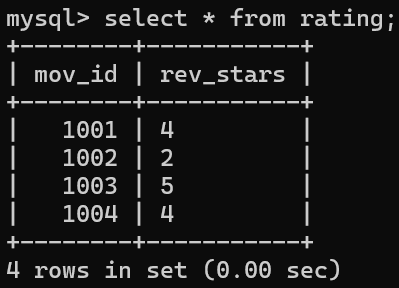 mysql> select * from rating;
+--------+-----------+
| mov_id | rev_stars |
+--------+-----------+
|   1001 | 4         |
|   1002 | 2         |
|   1003 | 5         |
|   1004 | 4         |
+--------+-----------+
4 rows in set (0.00 sec)